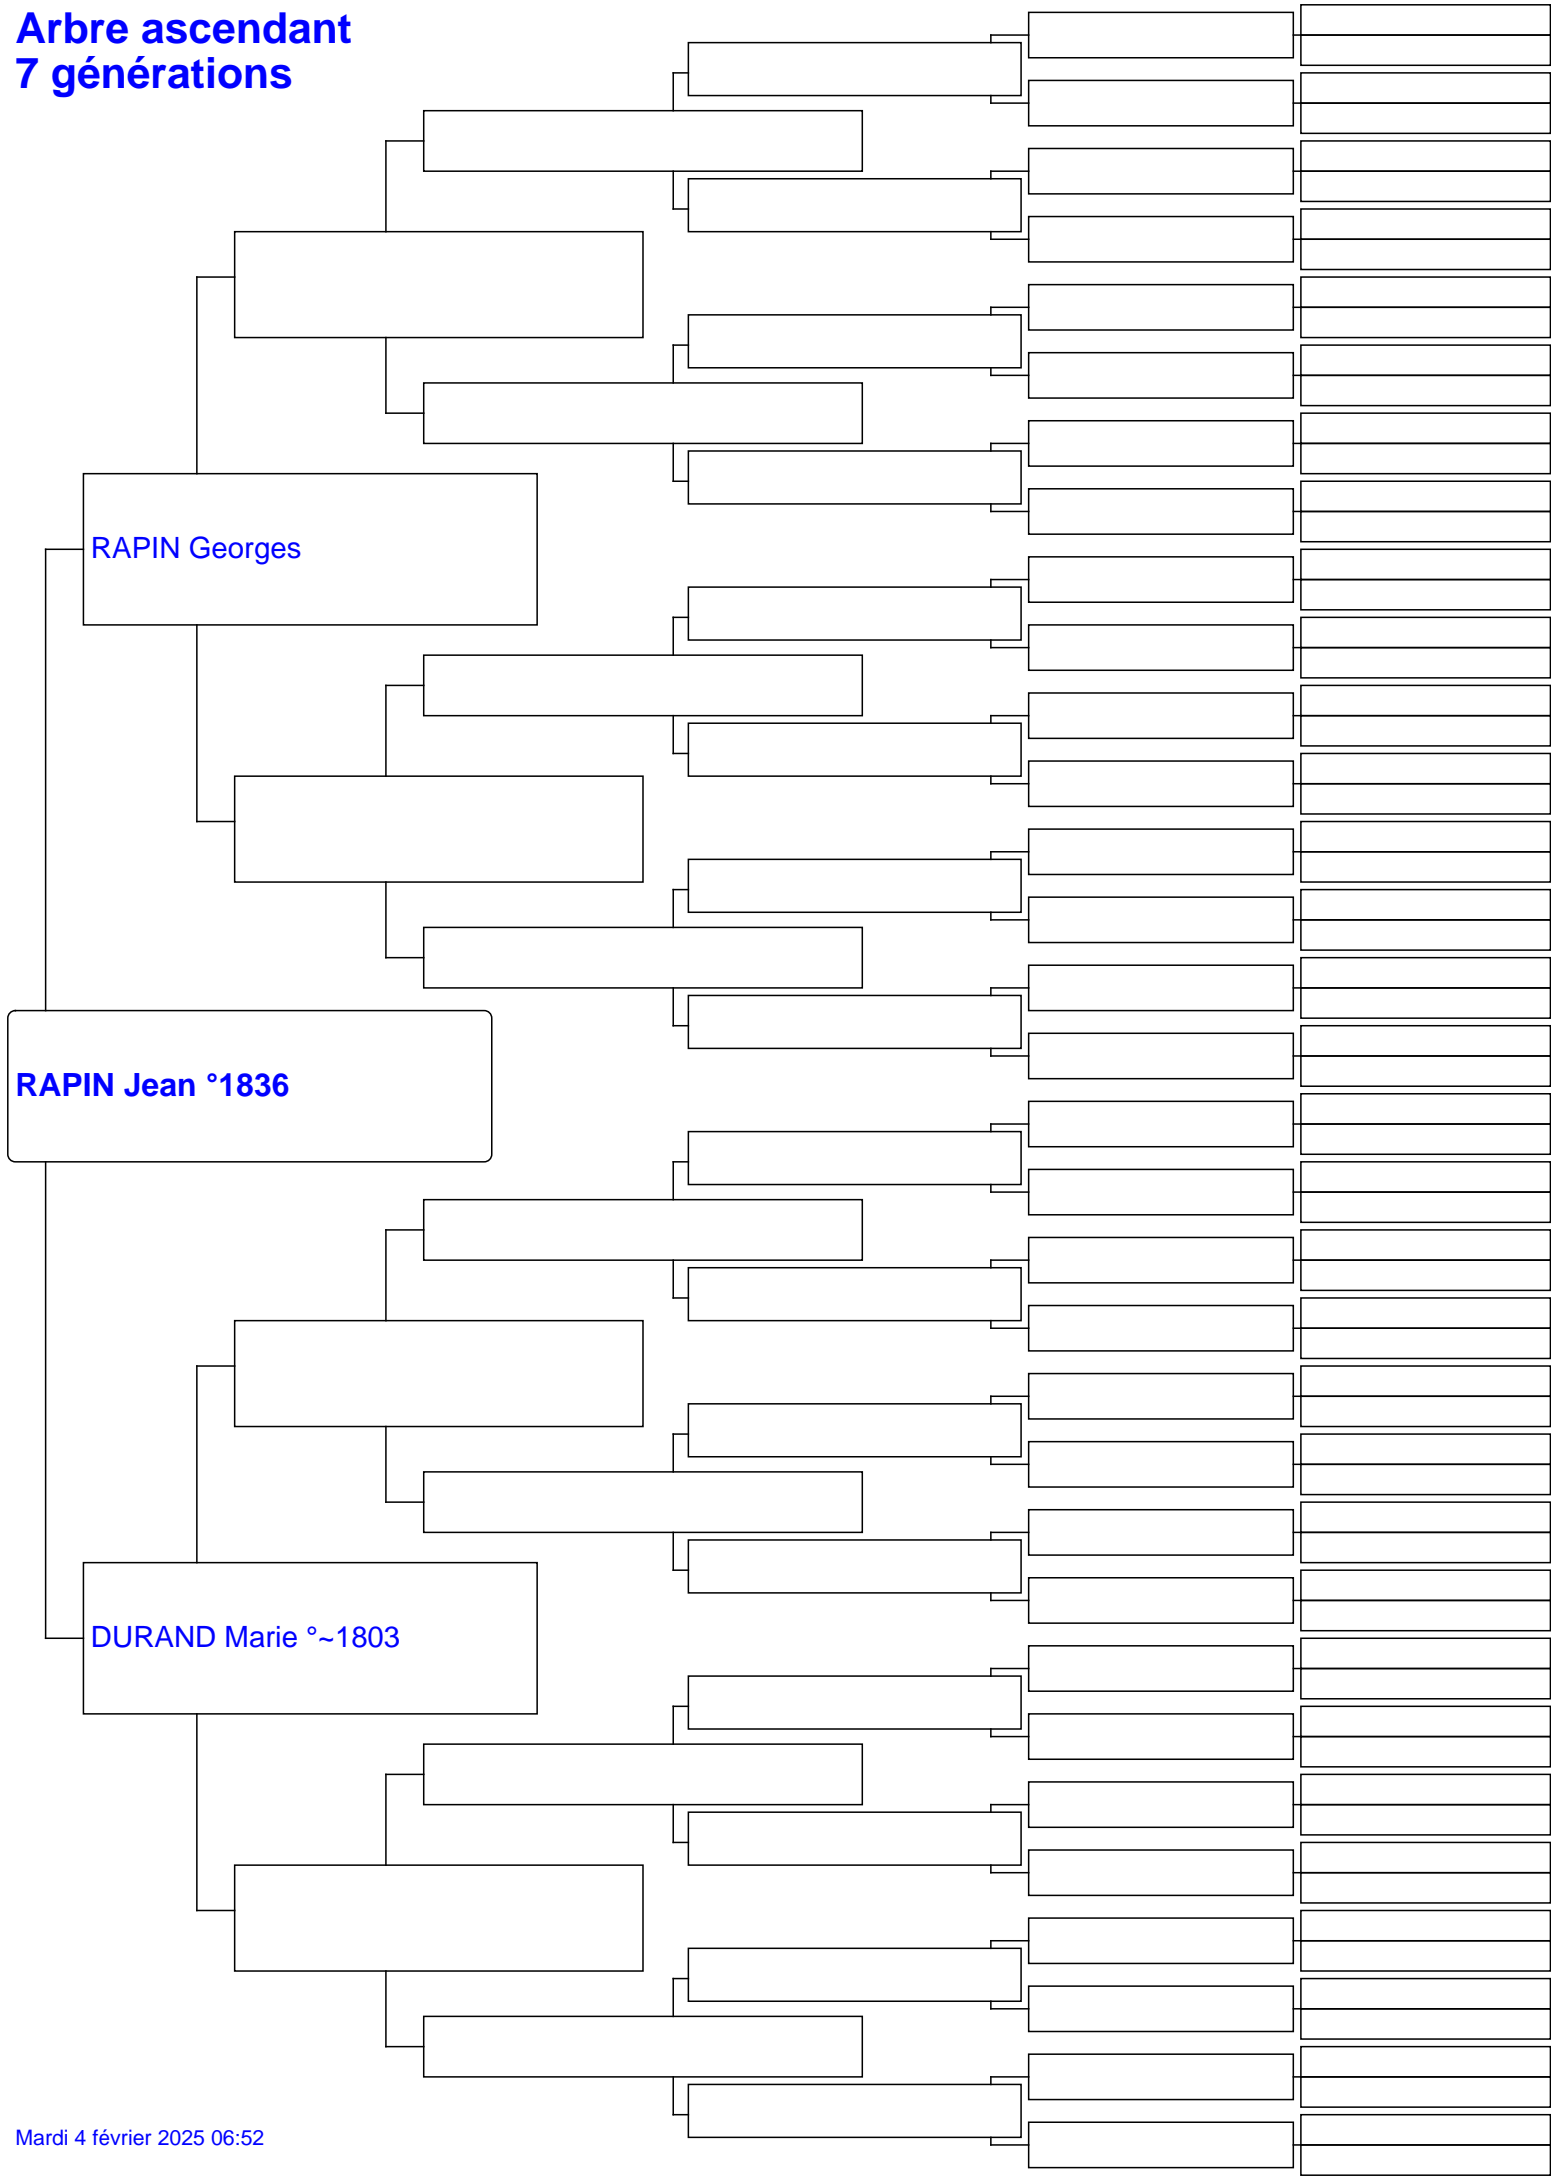 Arbre ascendant
7 générations
RAPIN Georges
RAPIN Jean °1836
DURAND Marie °~1803
Mardi 4 février 2025 06:52